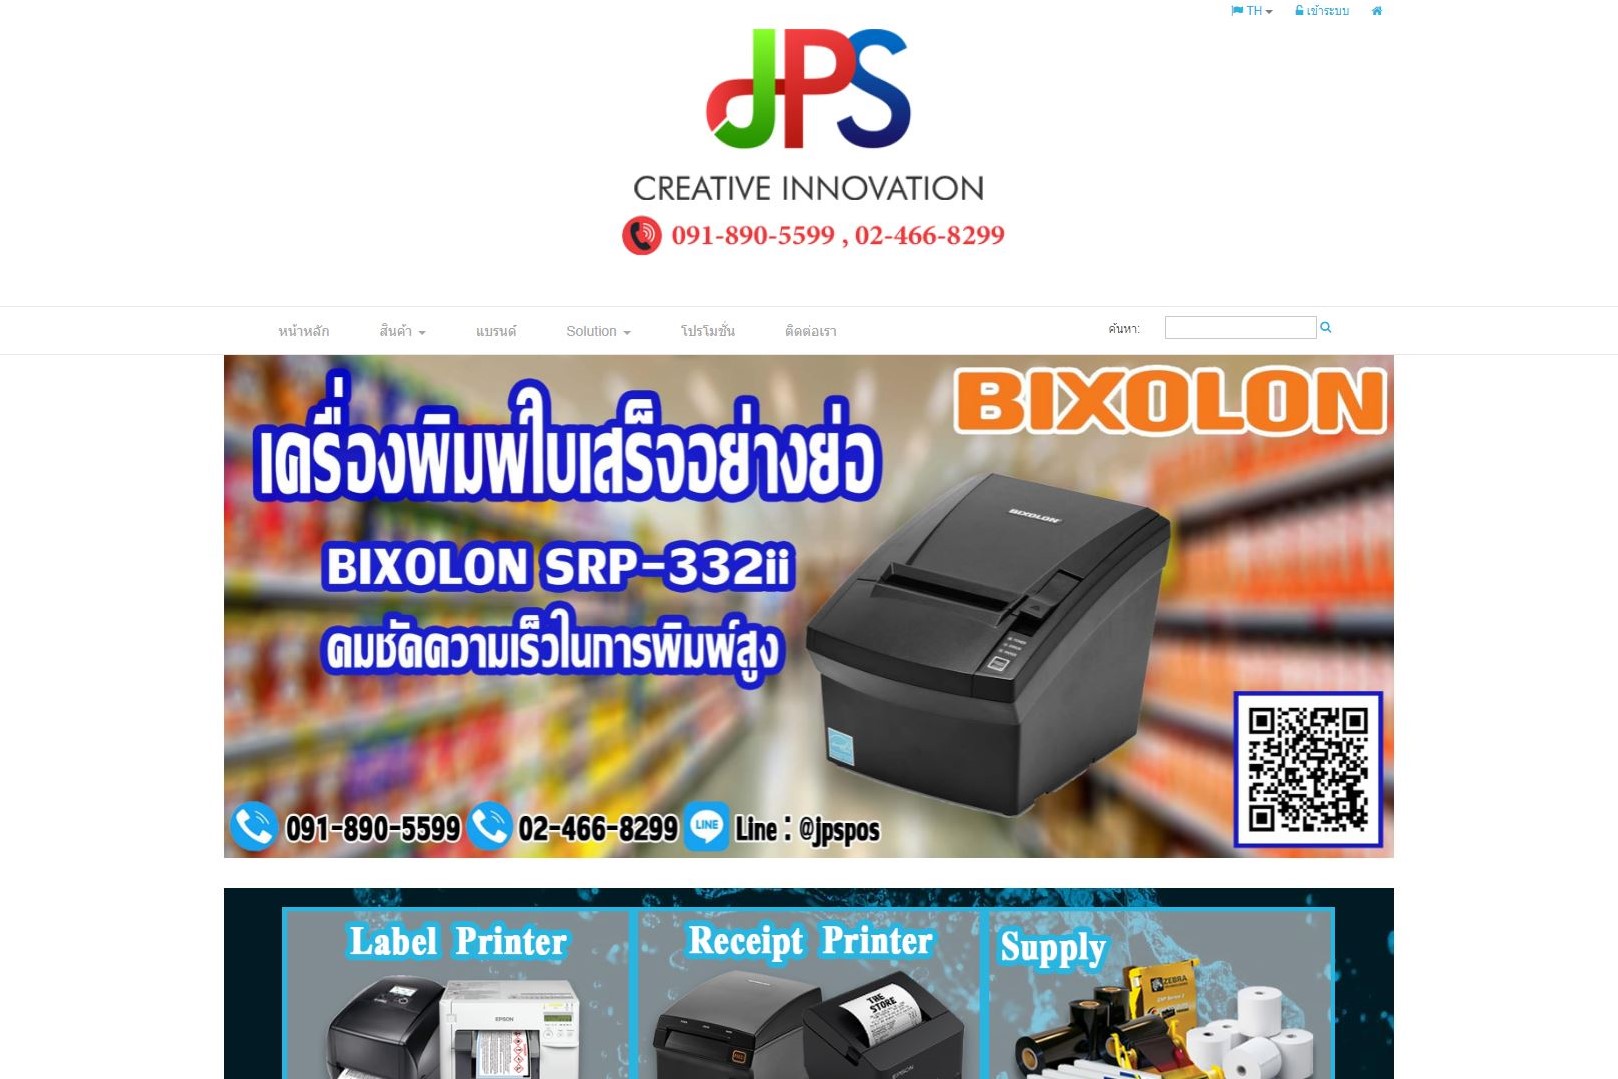 TH
เข้าระบบ
JPS
CREATIVE INNOVATION
091-890-5599 , 02-466-8299
หน้าหลัก
สินค้า
แบรนด์
Solution
โปรโมชั่น
ติดต่อเรา
ค้นหา:
BIXOLON
เครื่องพิมพ์ใบเสร็จอย่างย่อ
BIXOLON
BIXOLON SRP-332ii
คมชัดความเร็วในการพิมพ์สูง
091-890-5599
02-466-8299
LINE
Line : @jpspos
Label Printer
Receipt Printer
Supply
EPSON
THE STORE
EPSON
ZEBRA